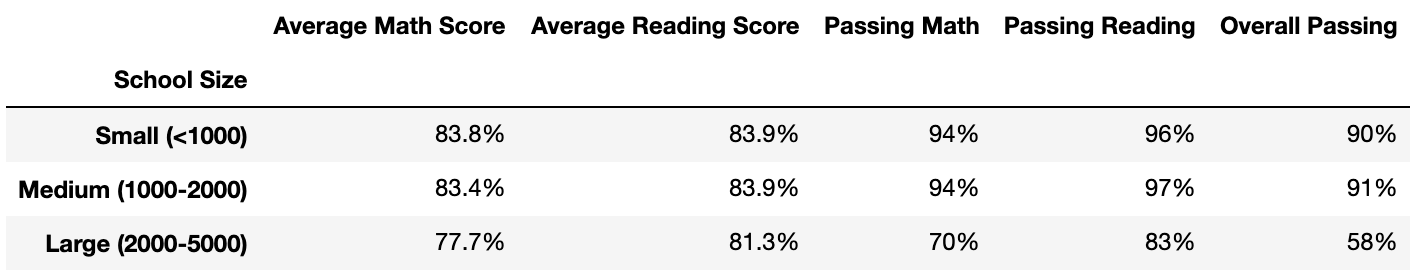 Average Math Score Average Reading Score Passing Math Passing Reading Overall Passing
School Size
Small (<1000) 83.8% 83.9% 94% 96% 90%
Medium (1000-2000) 83.4% 83.9% 94% 97% 91%
Large (2000-5000) 77.7% 81.3% 70% 83% 58%